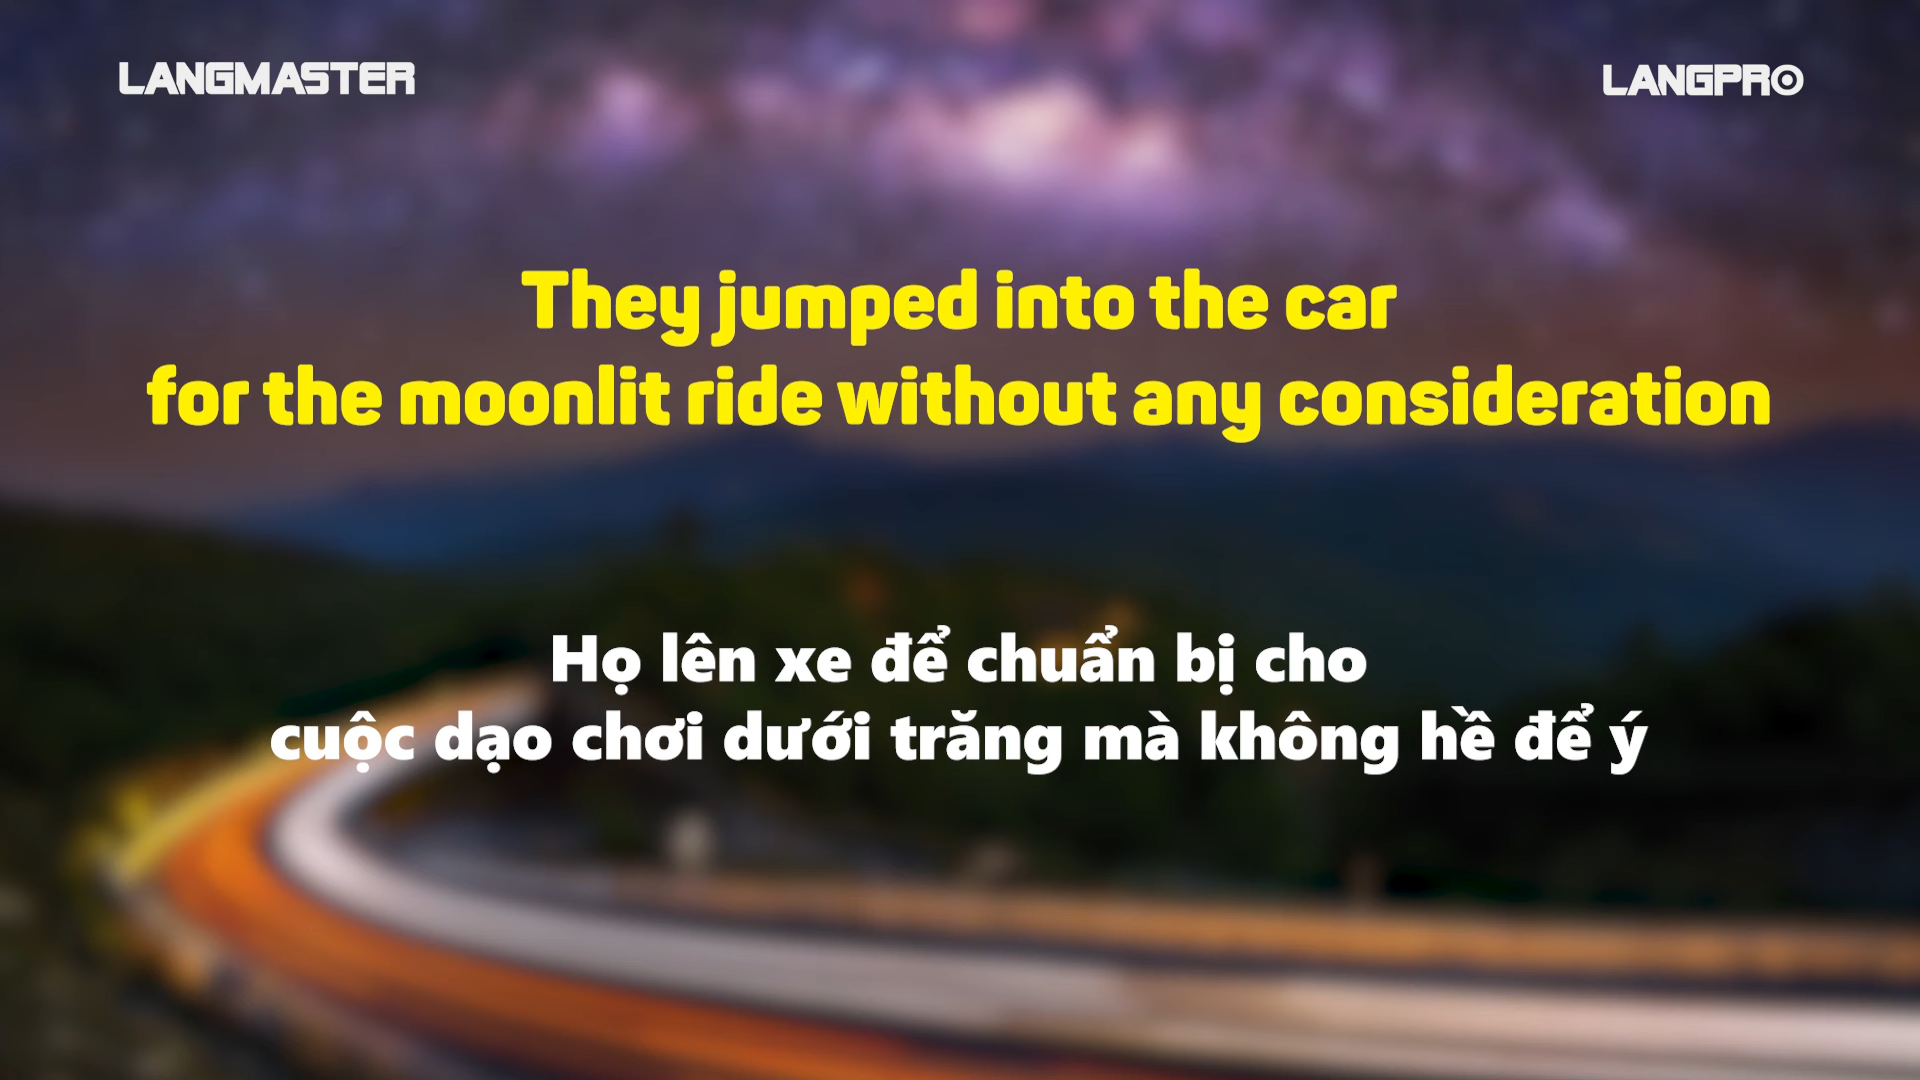 LANGMASTER
LANGPRO
They jumped into the car
for the moonlit ride without any consideration
Họ lên xe để chuẩn bị cho
cuộc dạo chơi dưới trăng mà không hề để ý